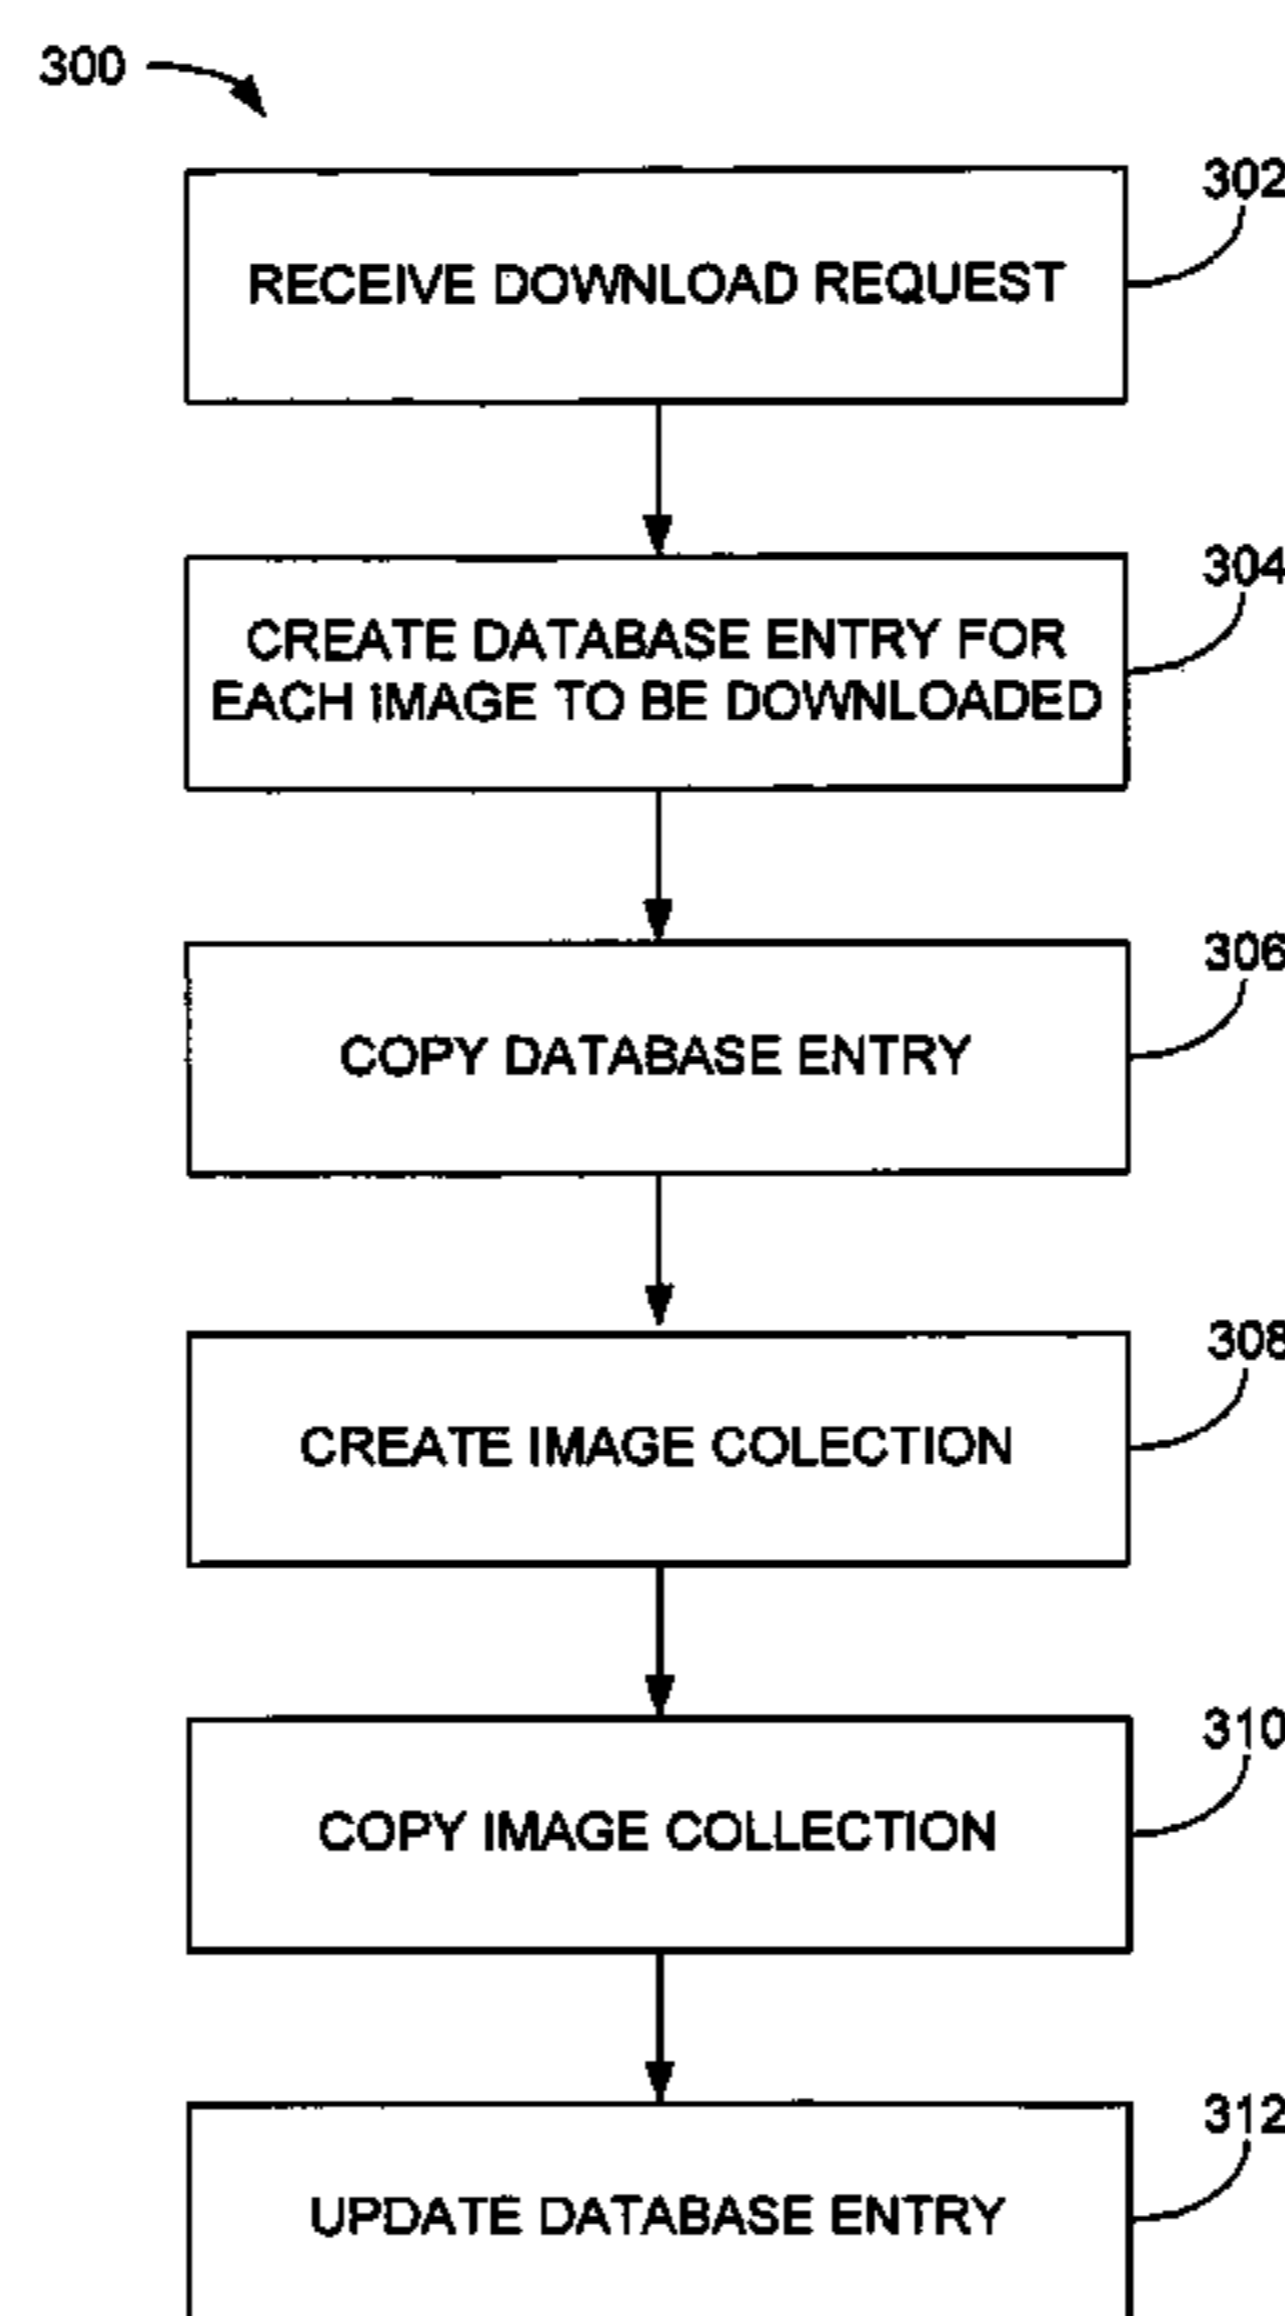 300
302
RECEIVE DOWNLOAD REQUEST
304
CREATE DATABASE ENTRY FOR
EACH IMAGE TO BE DOWNLOADED
306
COPY DATABASE ENTRY
308
CREATE IMAGE COLECTION
310
COPY IMAGE COLLECTION
312
UPDATE DATABASE ENTRY